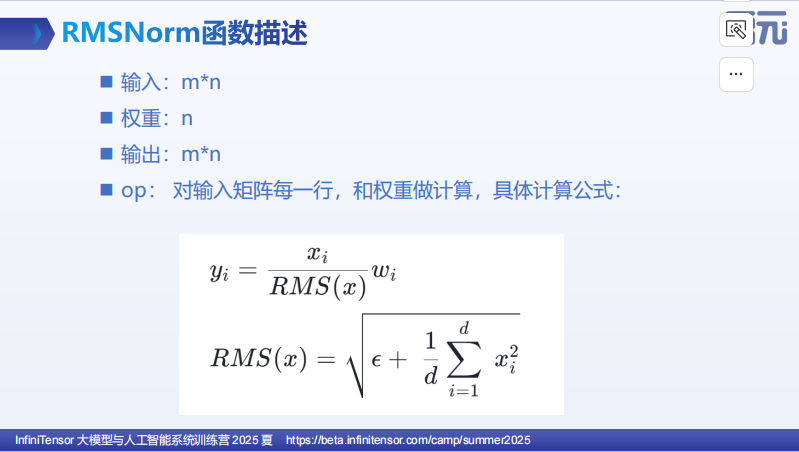 RMSNorm函数描述
元
输入：m*n
权重：n
输出：m*n
op： 对输入矩阵每一行，和权重做计算，具体计算公式：
y_i = \frac{x_i}{RMS(x)} w_i
RMS(x) = \sqrt{\epsilon + \frac{1}{d} \sum_{i=1}^{d} x_i^2}
InfiniTensor 大模型与人工智能系统训练营 2025 夏 https://beta.infinitensor.com/camp/summer2025